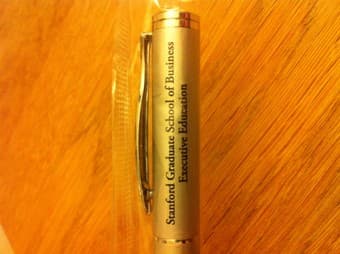 Stanford Graduate School of Business
Executive Education